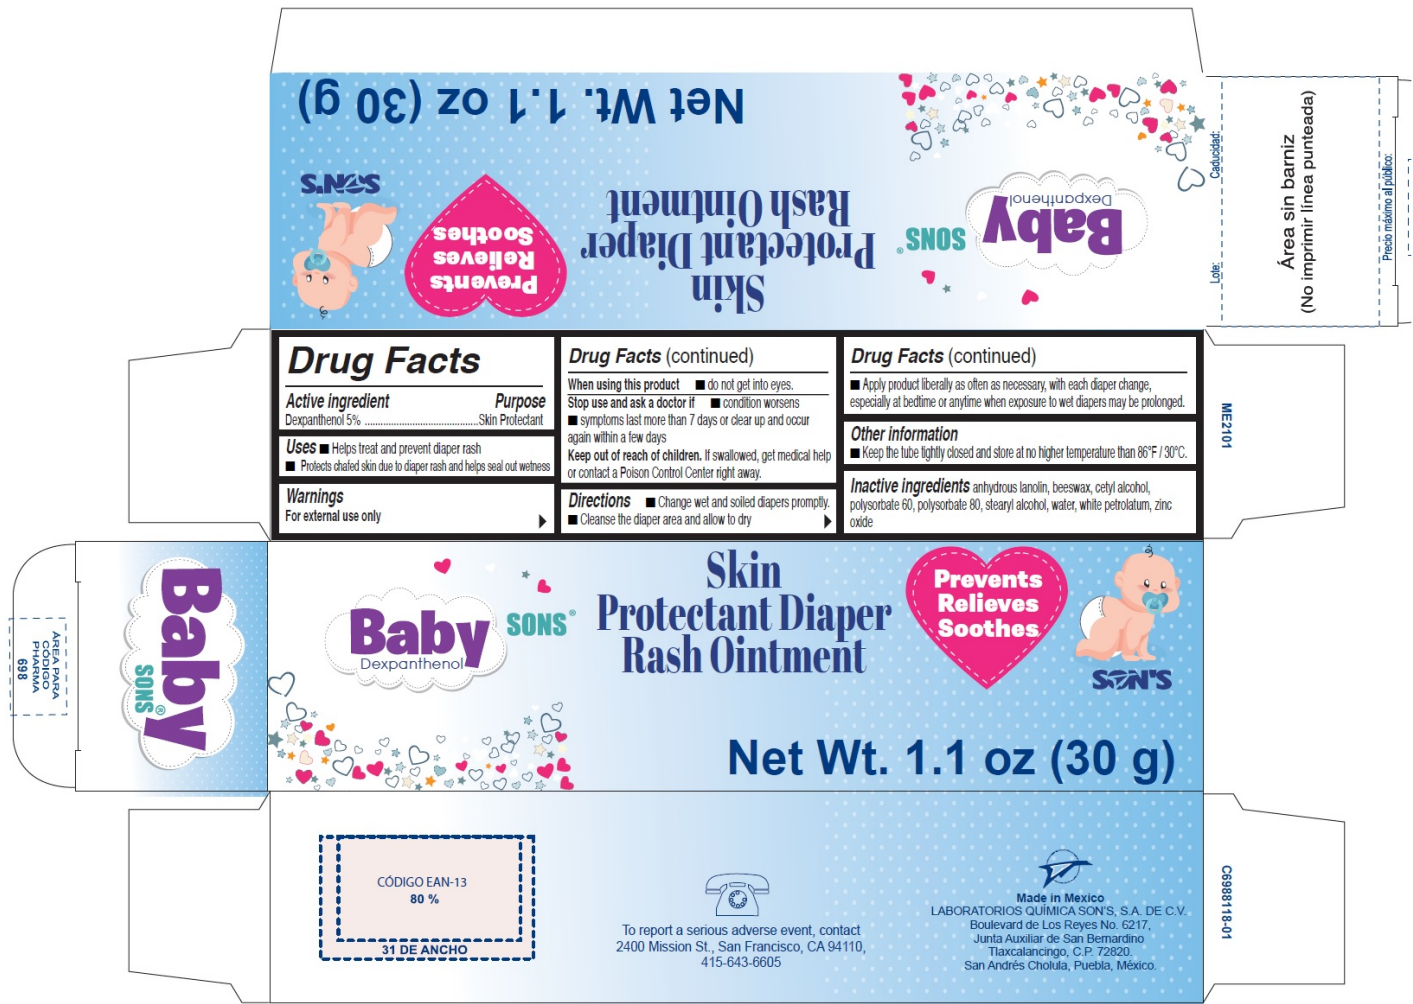 Net Wt. 1.1 oz (30 g)
SON'S
Prevents
Relieves
Soothes
Skin
Protectant Diaper
Rash Ointment
Baby
SONS®
Dexpanthenol
Lote:
Caducidad:
Área sin barniz
(No imprimir línea punteada)
Precio máximo al público:
Drug Facts
Active ingredient Purpose
Dexpanthenol 5% ........................................ Skin Protectant
Uses ■ Helps treat and prevent diaper rash
■ Protects chafed skin due to diaper rash and helps seal out wetness
Warnings
For external use only
Drug Facts (continued)
When using this product ■ do not get into eyes.
Stop use and ask a doctor if ■ condition worsens
■ symptoms last more than 7 days or clear up and occur
again within a few days
Keep out of reach of children. If swallowed, get medical help
or contact a Poison Control Center right away.
Directions ■ Change wet and soiled diapers promptly.
■ Cleanse the diaper area and allow to dry
Drug Facts (continued)
■ Apply product liberally as often as necessary, with each diaper change,
especially at bedtime or anytime when exposure to wet diapers may be prolonged.
Other information
■ Keep the tube tightly closed and store at no higher temperature than 86°F / 30°C.
Inactive ingredients anhydrous lanolin, beeswax, cetyl alcohol,
polysorbate 60, polysorbate 80, stearyl alcohol, water, white petrolatum, zinc
oxide
ME2101
ÁREA PARA
CÓDIGO
PHARMA
698
Baby
SONS®
Baby
SONS®
Dexpanthenol
Skin
Protectant Diaper
Rash Ointment
Prevents
Relieves
Soothes
SON'S
Net Wt. 1.1 oz (30 g)
CÓDIGO EAN-13
80 %
31 DE ANCHO
To report a serious adverse event, contact
2400 Mission St., San Francisco, CA 94110,
415-643-6605
Made in Mexico
LABORATORIOS QUÍMICA SON'S, S.A. DE C.V.
Boulevard de Los Reyes No. 6217,
Junta Auxiliar de San Bernardino
Tlaxcalancingo, C.P. 72820.
San Andrés Cholula, Puebla, México.
C6988118-01